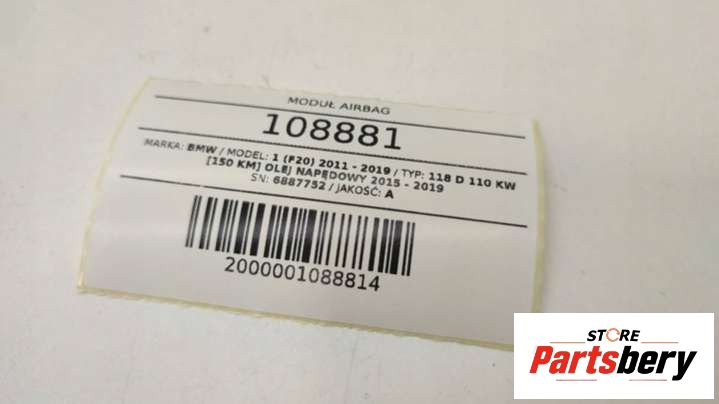 MODUŁ AIRBAG
108881
MARKA: BMW / MODEL: 1 (F20) 2011 - 2019 / TYP: 118 D 110 KW
[150 KM] OLEJ NAPĘDOWY 2015 - 2019
SN: 6887752 / JAKOŚĆ: A
2000001088814
STORE
Partsbery